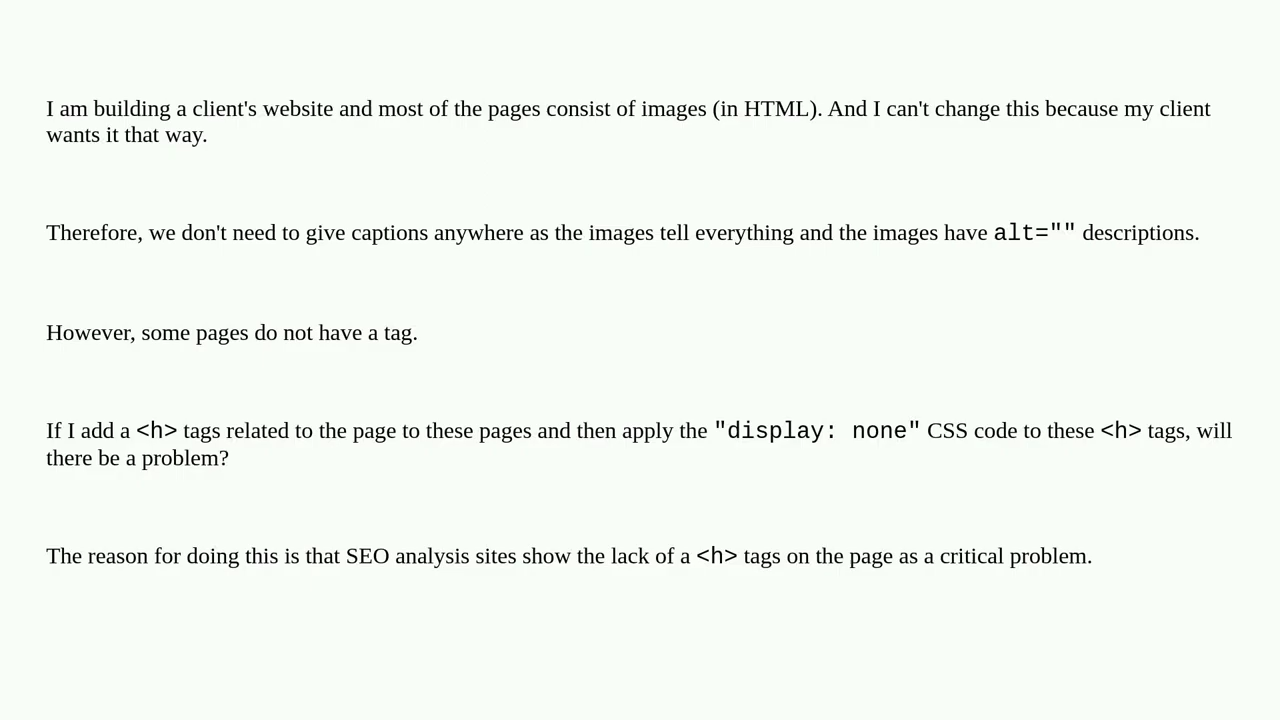 I am building a client's website and most of the pages consist of images (in HTML). And I can't change this because my client
wants it that way.
Therefore, we don't need to give captions anywhere as the images tell everything and the images have alt="" descriptions.
However, some pages do not have a tag.
If I add a <h> tags related to the page to these pages and then apply the "display: none" CSS code to these <h> tags, will
there be a problem?
The reason for doing this is that SEO analysis sites show the lack of a <h> tags on the page as a critical problem.